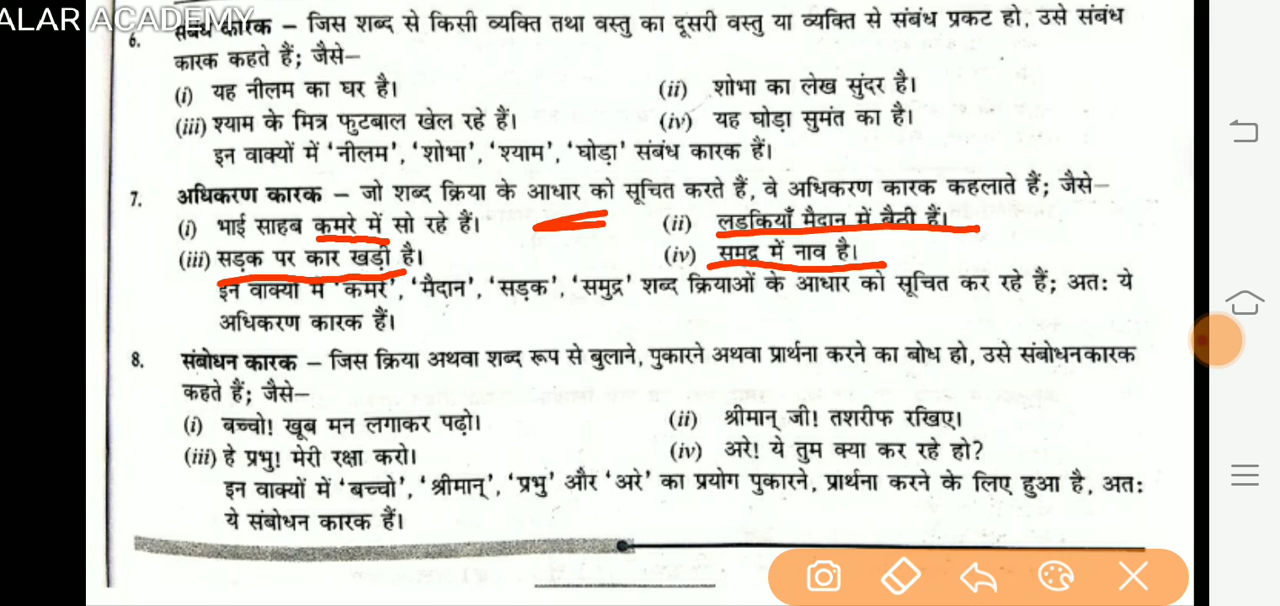 ALAR ACADEMY
6. संबंध कारक – जिस शब्द से किसी व्यक्ति तथा वस्तु का दूसरी वस्तु या व्यक्ति से संबंध प्रकट हो, उसे संबंध
कारक कहते हैं; जैसे–
(i) यह नीलम का घर है। (ii) शोभा का लेख सुंदर है।
(iii) श्याम के मित्र फुटबाल खेल रहे हैं। (iv) यह घोड़ा सुमंत का है।
इन वाक्यों में ‘नीलम’, ‘शोभा’, ‘श्याम’, ‘घोड़ा’ संबंध कारक हैं।
7. अधिकरण कारक – जो शब्द क्रिया के आधार को सूचित करते हैं, वे अधिकरण कारक कहलाते हैं; जैसे–
(i) भाई साहब कमरे में सो रहे हैं। (ii) लड़कियाँ मैदान में बैठी हैं।
(iii) सड़क पर कार खड़ी है। (iv) समुद्र में नाव है।
इन वाक्यों में ‘कमरे’, ‘मैदान’, ‘सड़क’, ‘समुद्र’ शब्द क्रियाओं के आधार को सूचित कर रहे हैं; अतः ये
अधिकरण कारक हैं।
8. संबोधन कारक – जिस क्रिया अथवा शब्द रूप से बुलाने, पुकारने अथवा प्रार्थना करने का बोध हो, उसे संबोधनकारक
कहते हैं; जैसे–
(i) बच्चो! खूब मन लगाकर पढ़ो। (ii) श्रीमान् जी! तशरीफ रखिए।
(iii) हे प्रभु! मेरी रक्षा करो। (iv) अरे! ये तुम क्या कर रहे हो?
इन वाक्यों में ‘बच्चो’, ‘श्रीमान्’, ‘प्रभु’ और ‘अरे’ का प्रयोग पुकारने, प्रार्थना करने के लिए हुआ है, अतः
ये संबोधन कारक हैं।